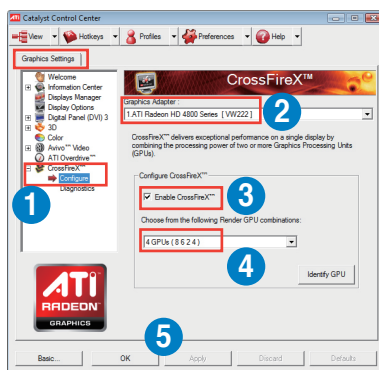 ATI Catalyst Control Center
View Hotkeys Profiles Preferences Help
Graphics Settings
Welcome
Information Center
Displays Manager
Display Options
Digital Panel (DVI) 3
3D
Color
Avivo™ Video
ATI Overdrive™
CrossFireX™
Configure
Diagnostics
1
CrossFireX™
Graphics Adapter :
1.ATI Radeon HD 4800 Series [ VW222 ]
2
CrossFireX™ delivers exceptional performance on a single display by
combining the processing power of two or more Graphics Processing Units
(GPUs).
Configure CrossFireX™
Enable CrossFireX™
3
Choose from the following Render GPU combinations:
4 GPUs ( 8 6 2 4 )
4
Identify GPU
ATI
RADEON
GRAPHICS
5
Basic... OK Apply Discard Defaults